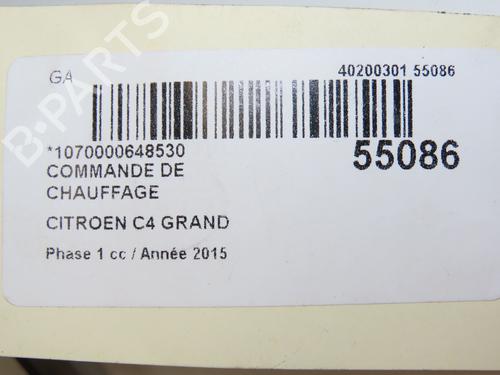 GA
40200301 55086
*1070000648530
55086
COMMANDE DE
CHAUFFAGE
CITROEN C4 GRAND
Phase 1 cc / Année 2015
B-PARTS